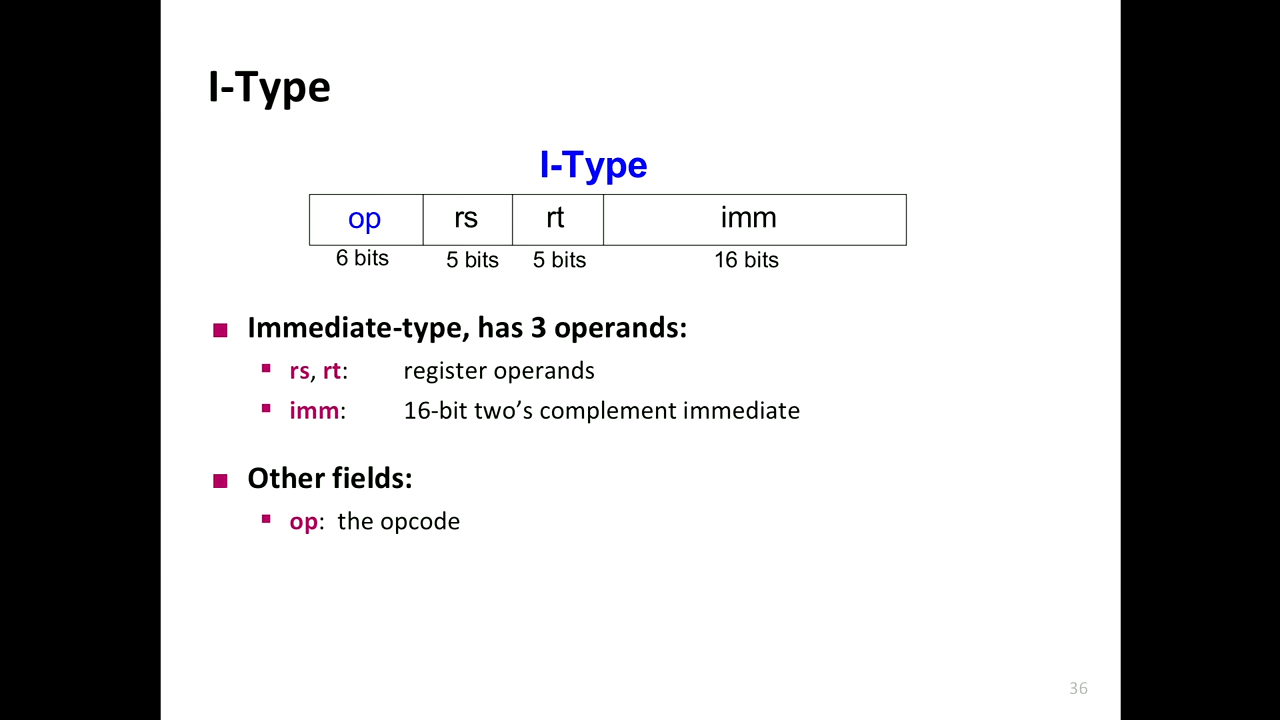 I-Type
I-Type
op rs rt imm
6 bits 5 bits 5 bits 16 bits
Immediate-type, has 3 operands:
rs, rt: register operands
imm: 16-bit two’s complement immediate
Other fields:
op: the opcode
36